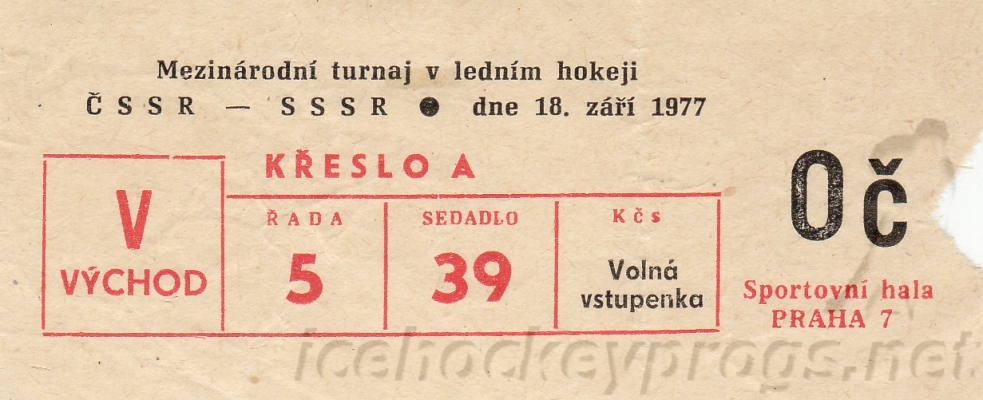 Mezinárodní turnaj v ledním hokeji
ČSSR — SSSR ● dne 18. září 1977
KŘESLO A
V
VÝCHOD
ŘADA
5
SEDADLO
39
Kčs
Volná
vstupenka
0č
Sportovní hala
PRAHA 7
icehockeyprogs.net